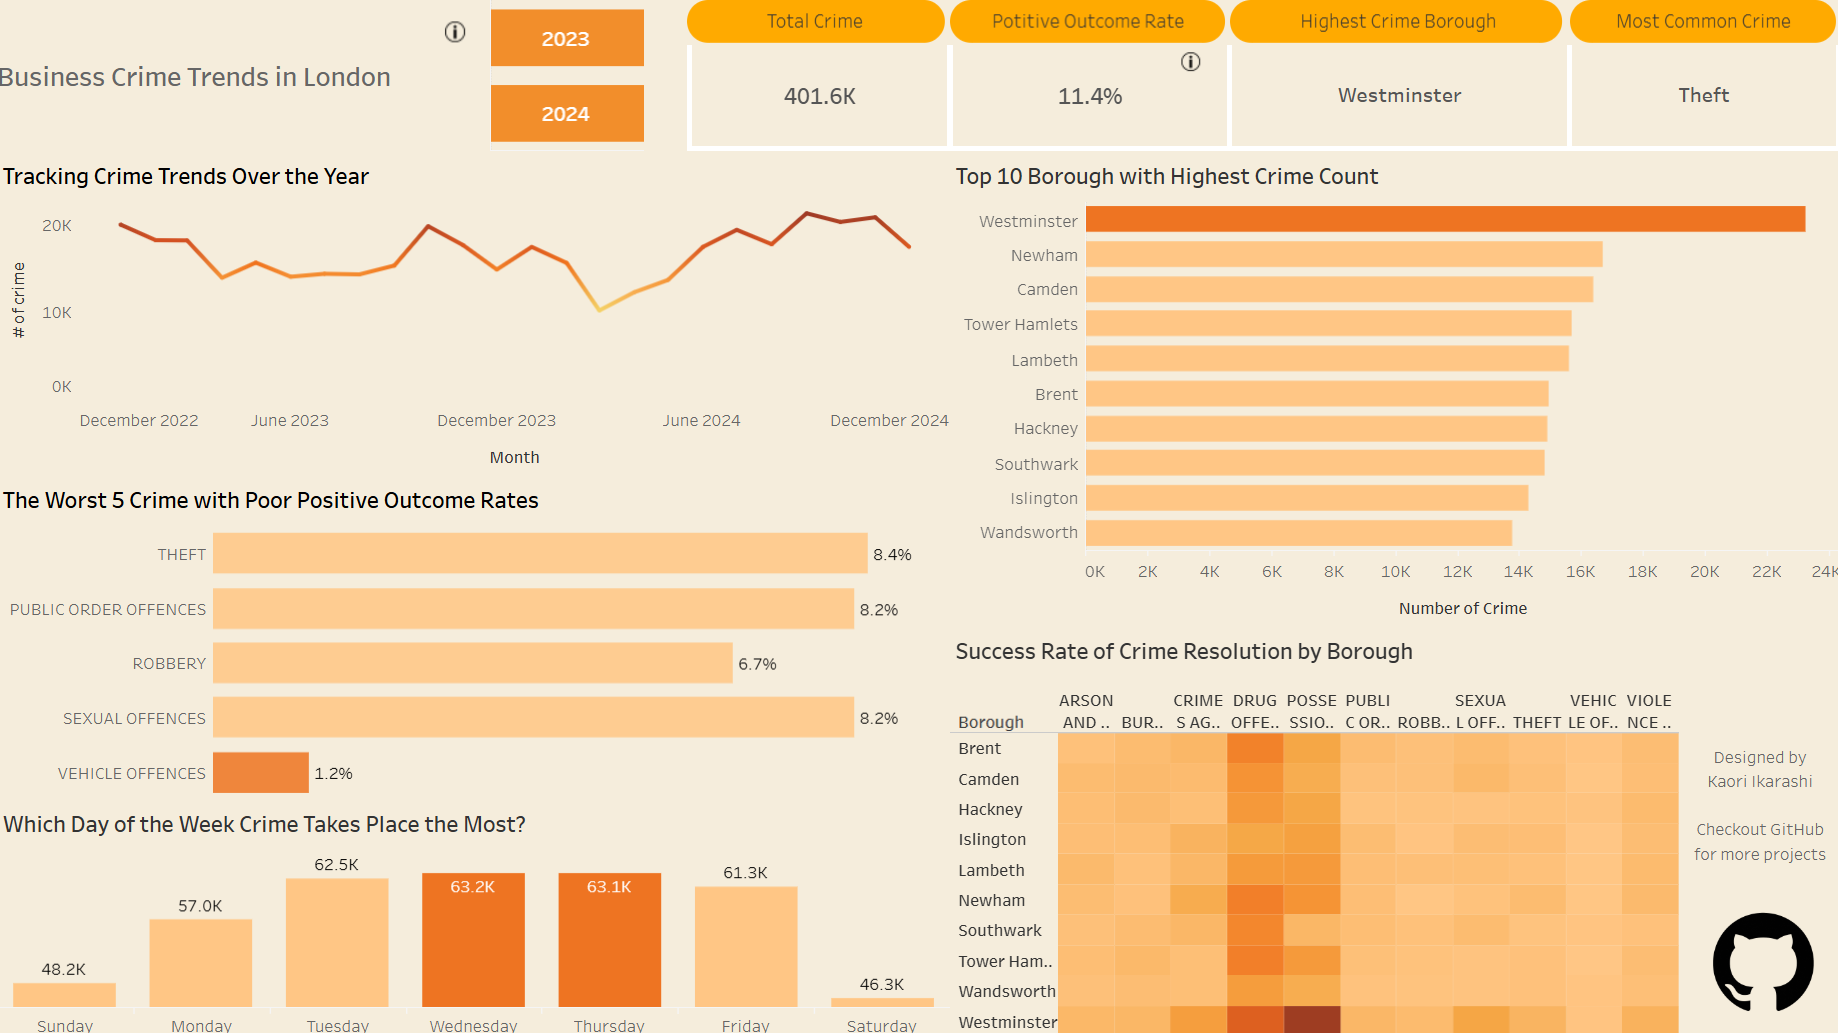 Business Crime Trends in London
2023
2024
Total Crime
401.6K
Potitive Outcome Rate
11.4%
Highest Crime Borough
Westminster
Most Common Crime
Theft
Tracking Crime Trends Over the Year
# of crime
20K
10K
0K
December 2022 June 2023 December 2023 June 2024 December 2024
Month
Top 10 Borough with Highest Crime Count
Westminster
Newham
Camden
Tower Hamlets
Lambeth
Brent
Hackney
Southwark
Islington
Wandsworth
0K 2K 4K 6K 8K 10K 12K 14K 16K 18K 20K 22K 24K
Number of Crime
The Worst 5 Crime with Poor Positive Outcome Rates
THEFT 8.4%
PUBLIC ORDER OFFENCES 8.2%
ROBBERY 6.7%
SEXUAL OFFENCES 8.2%
VEHICLE OFFENCES 1.2%
Which Day of the Week Crime Takes Place the Most?
48.2K 57.0K 62.5K 63.2K 63.1K 61.3K 46.3K
Sunday Monday Tuesday Wednesday Thursday Friday Saturday
Success Rate of Crime Resolution by Borough
ARSON CRIME DRUG POSSE PUBLI SEXUA VEHIC VIOLE
Borough AND .. BUR.. S AG.. OFFE.. SSIO.. C OR.. ROBB.. L OFF.. THEFT LE OF.. NCE ..
Brent
Camden
Hackney
Islington
Lambeth
Newham
Southwark
Tower Ham..
Wandsworth
Westminster
Designed by
Kaori Ikarashi
Checkout GitHub
for more projects